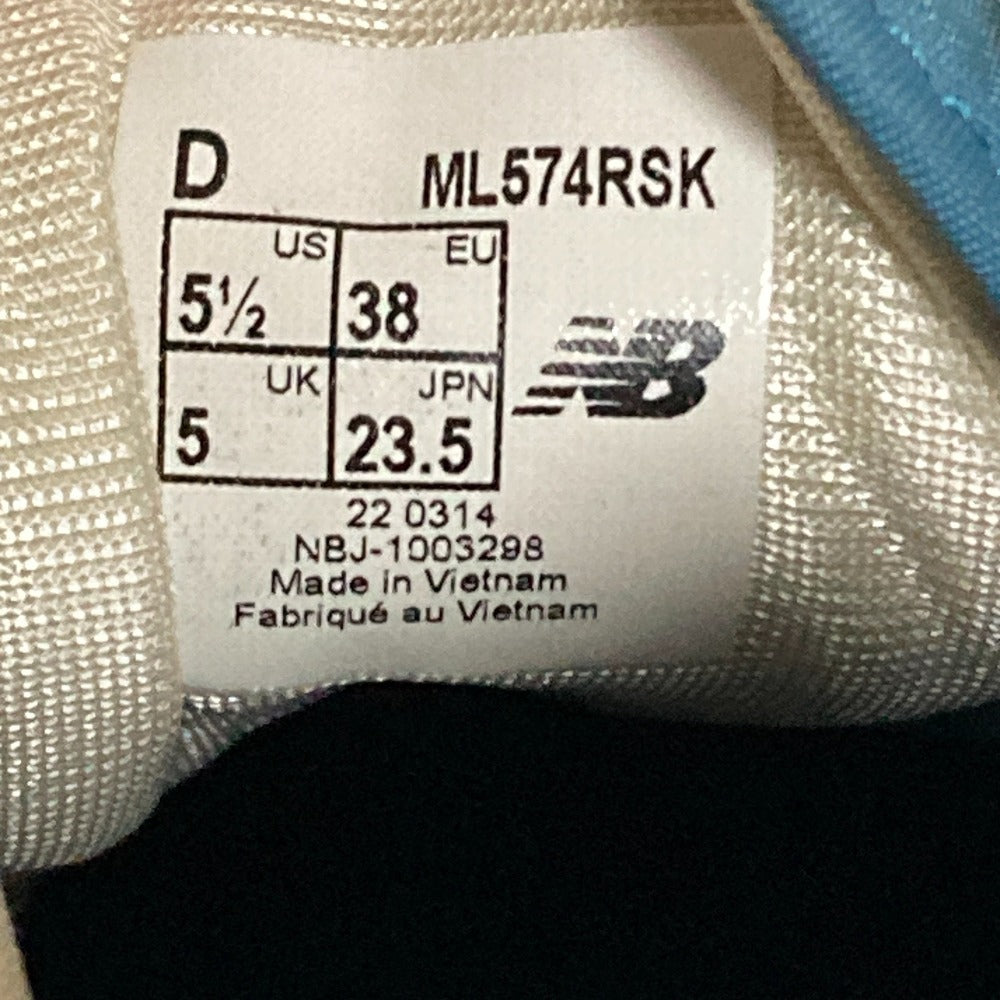 D ML574RSK
US EU
5½ 38
UK JPN
5 23.5
NB
22 0314
NBJ-1003298
Made in Vietnam
Fabriqué au Vietnam